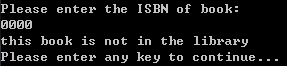 Please enter the ISBN of book:
0000
this book is not in the library
Please enter any key to continue...